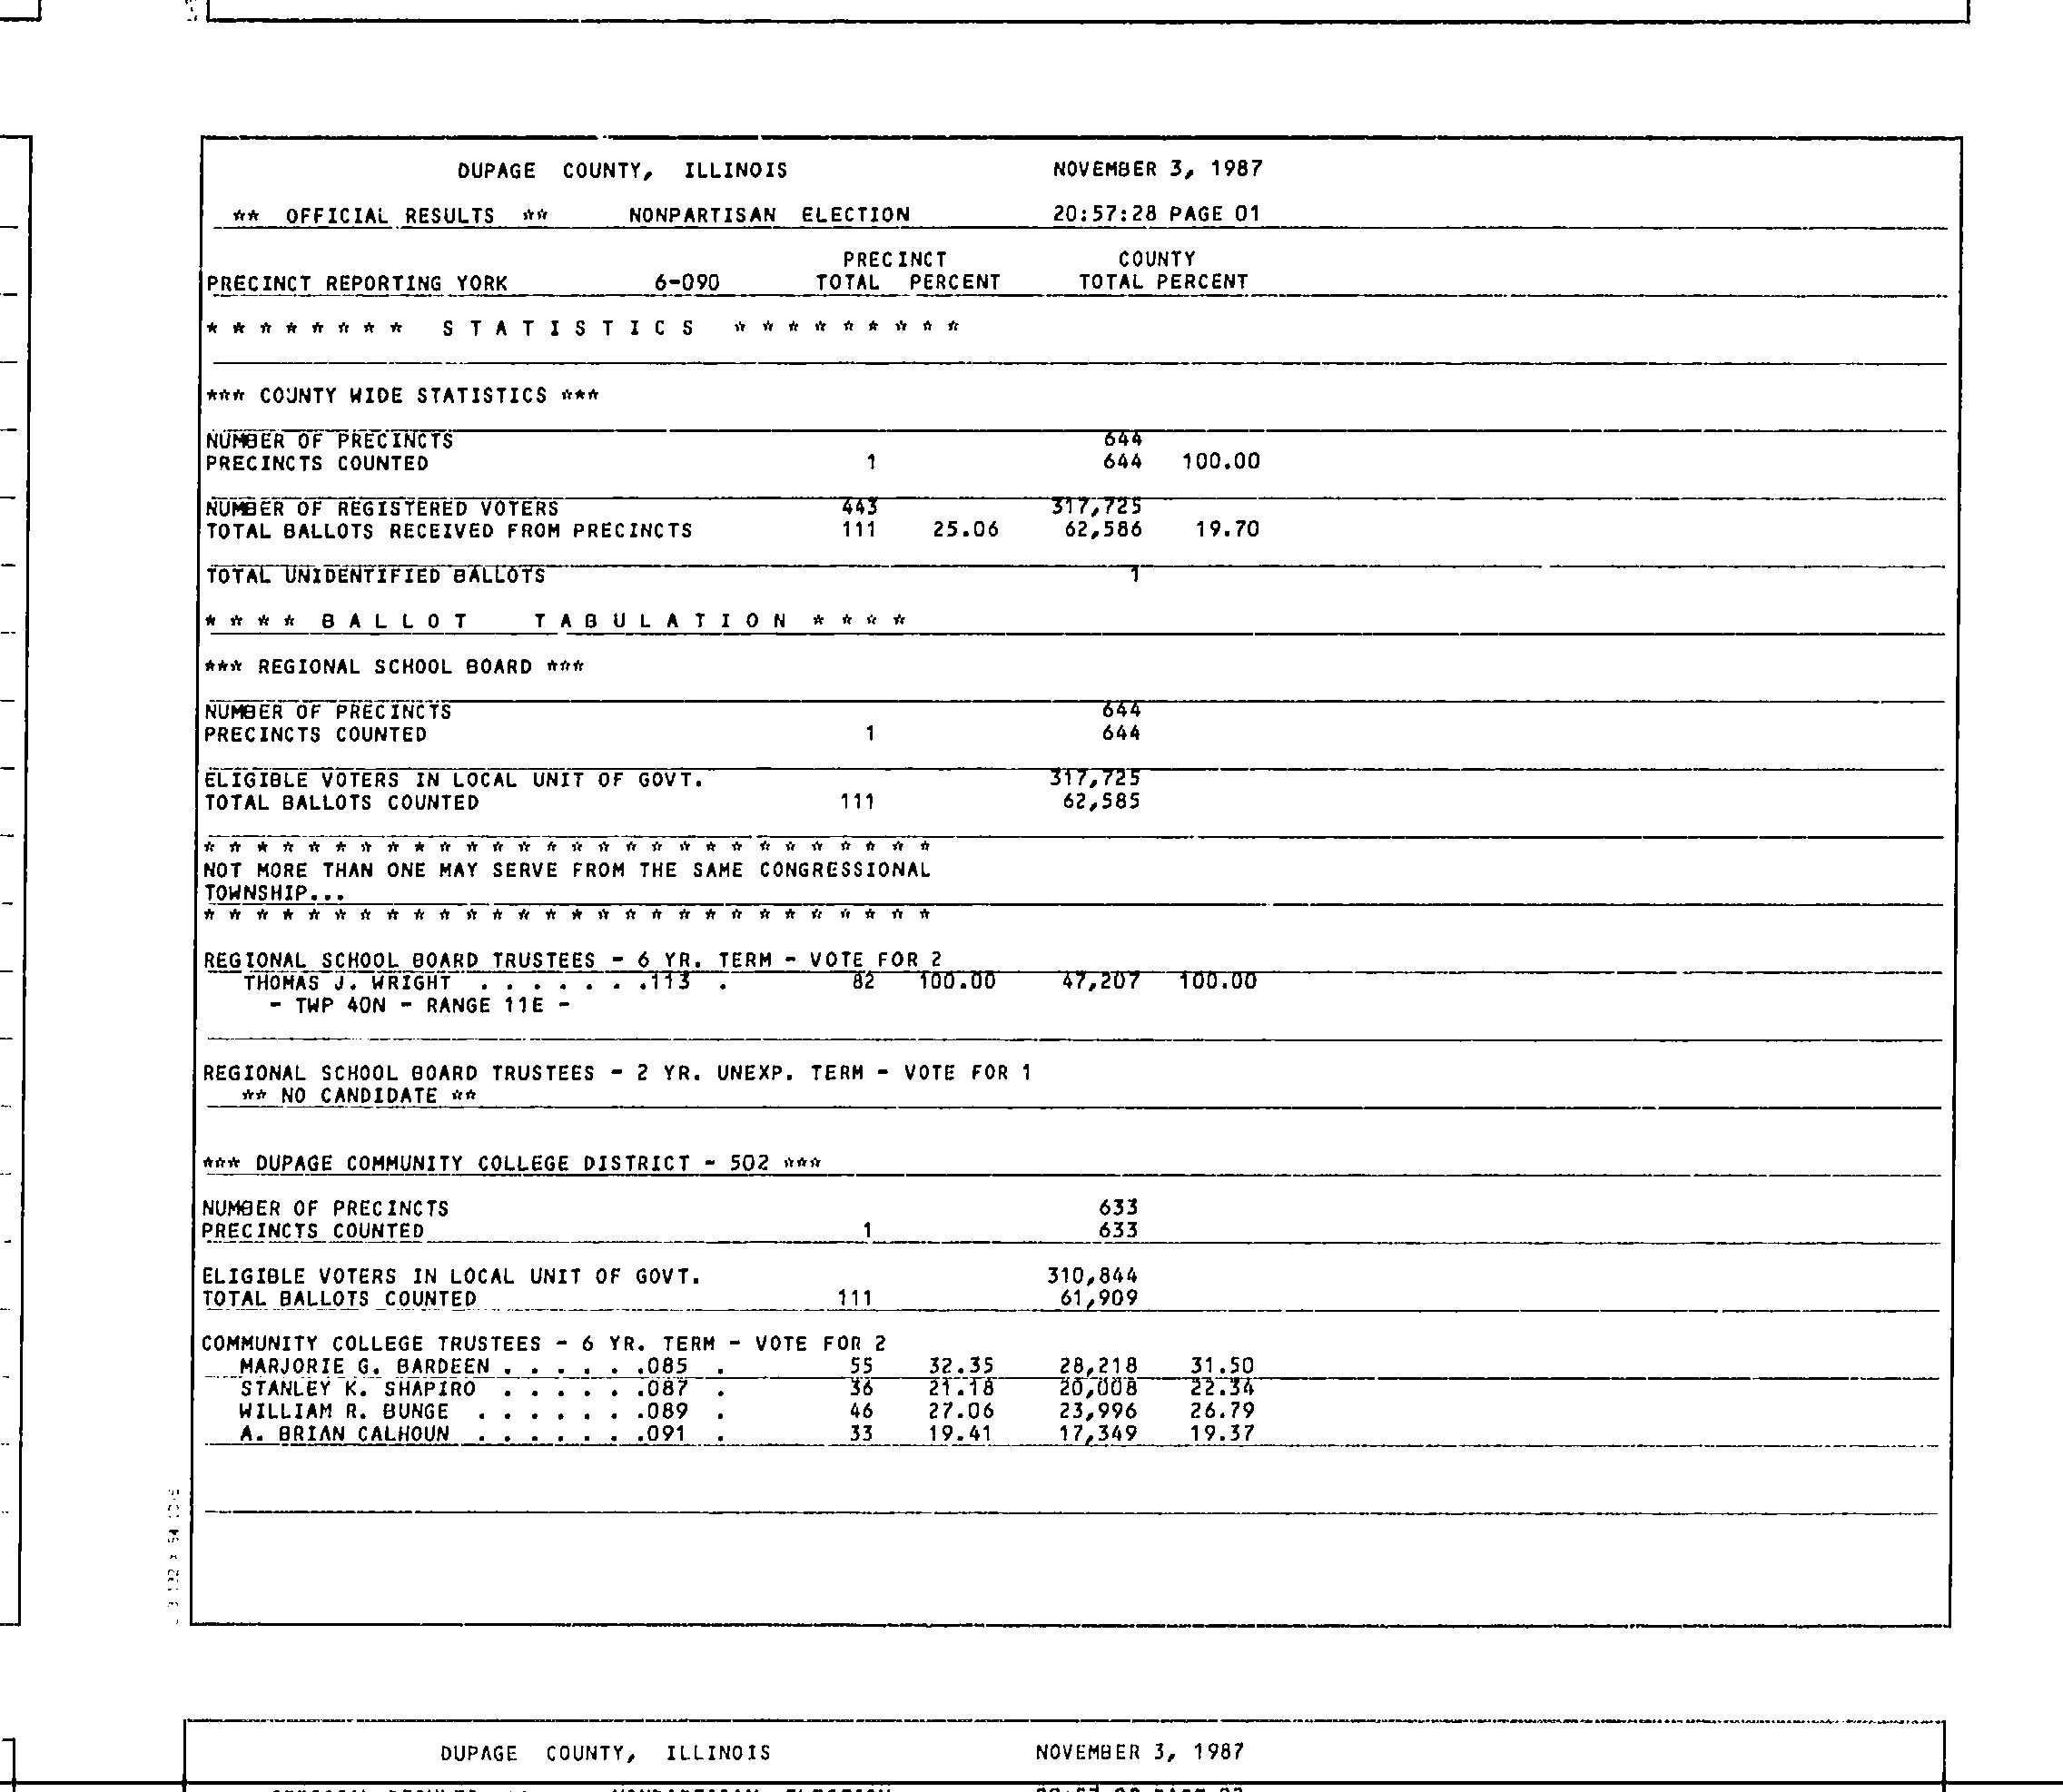 DUPAGE COUNTY, ILLINOIS NOVEMBER 3, 1987
** OFFICIAL RESULTS ** NONPARTISAN ELECTION 20:57:28 PAGE 01
PRECINCT COUNTY
PRECINCT REPORTING YORK 6-090 TOTAL PERCENT TOTAL PERCENT
* * * * * * * * S T A T I S T I C S * * * * * * * * *
*** COUNTY WIDE STATISTICS ***
NUMBER OF PRECINCTS 644
PRECINCTS COUNTED 1 644 100.00
NUMBER OF REGISTERED VOTERS 443 317,725
TOTAL BALLOTS RECEIVED FROM PRECINCTS 111 25.06 62,586 19.70
TOTAL UNIDENTIFIED BALLOTS 1
* * * * B A L L O T T A B U L A T I O N * * * *
*** REGIONAL SCHOOL BOARD ***
NUMBER OF PRECINCTS 644
PRECINCTS COUNTED 1 644
ELIGIBLE VOTERS IN LOCAL UNIT OF GOVT. 317,725
TOTAL BALLOTS COUNTED 111 62,585
* * * * * * * * * * * * * * * * * * * * * * * * * * * *
NOT MORE THAN ONE MAY SERVE FROM THE SAME CONGRESSIONAL
TOWNSHIP...
* * * * * * * * * * * * * * * * * * * * * * * * * * * *
REGIONAL SCHOOL BOARD TRUSTEES - 6 YR. TERM - VOTE FOR 2
THOMAS J. WRIGHT . . . . . . .113 . 82 100.00 47,207 100.00
- TWP 40N - RANGE 11E -
REGIONAL SCHOOL BOARD TRUSTEES - 2 YR. UNEXP. TERM - VOTE FOR 1
** NO CANDIDATE **
*** DUPAGE COMMUNITY COLLEGE DISTRICT - 502 ***
NUMBER OF PRECINCTS 633
PRECINCTS COUNTED 1 633
ELIGIBLE VOTERS IN LOCAL UNIT OF GOVT. 310,844
TOTAL BALLOTS COUNTED 111 61,909
COMMUNITY COLLEGE TRUSTEES - 6 YR. TERM - VOTE FOR 2
MARJORIE G. BARDEEN . . . . . .085 . 55 32.35 28,218 31.50
STANLEY K. SHAPIRO . . . . . .087 . 36 21.18 20,008 22.34
WILLIAM R. BUNGE . . . . . . .089 . 46 27.06 23,996 26.79
A. BRIAN CALHOUN . . . . . . .091 . 33 19.41 17,349 19.37
DUPAGE COUNTY, ILLINOIS NOVEMBER 3, 1987